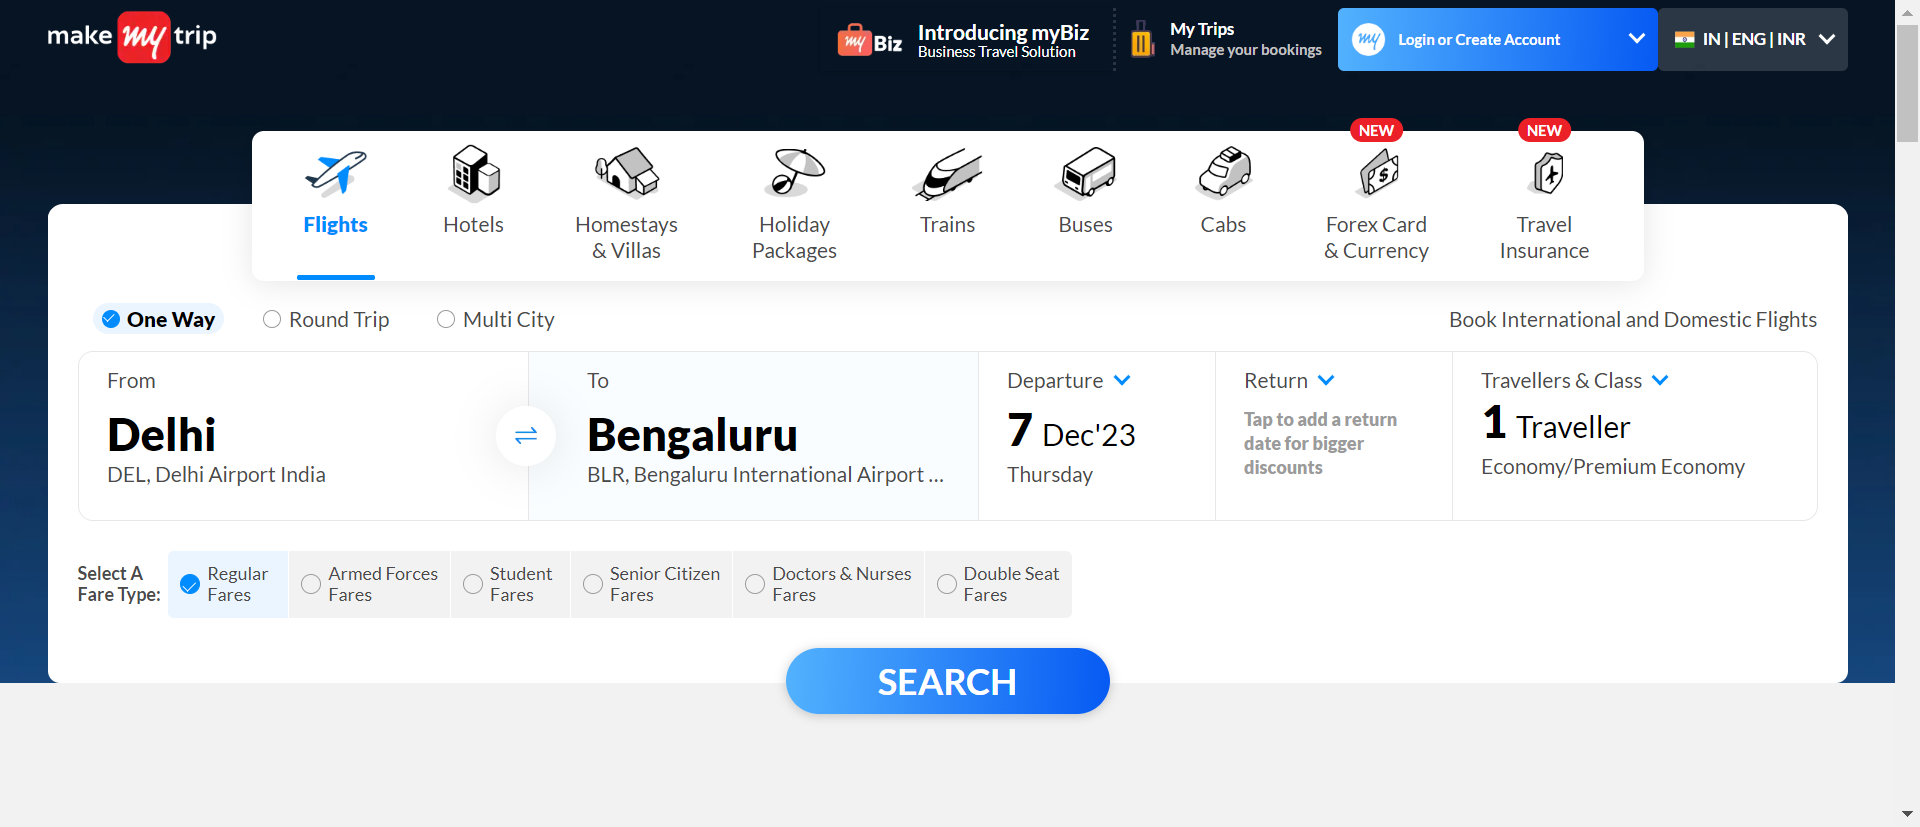 make my trip
my Biz
Introducing myBiz
Business Travel Solution
My Trips
Manage your bookings
my
Login or Create Account
IN | ENG | INR
NEW
NEW
Flights
Hotels
Homestays
& Villas
Holiday
Packages
Trains
Buses
Cabs
Forex Card
& Currency
Travel
Insurance
One Way
Round Trip
Multi City
Book International and Domestic Flights
From
Delhi
DEL, Delhi Airport India
To
Bengaluru
BLR, Bengaluru International Airport ...
Departure
7 Dec'23
Thursday
Return
Tap to add a return
date for bigger
discounts
Travellers & Class
1 Traveller
Economy/Premium Economy
Select A
Fare Type:
Regular
Fares
Armed Forces
Fares
Student
Fares
Senior Citizen
Fares
Doctors & Nurses
Fares
Double Seat
Fares
SEARCH